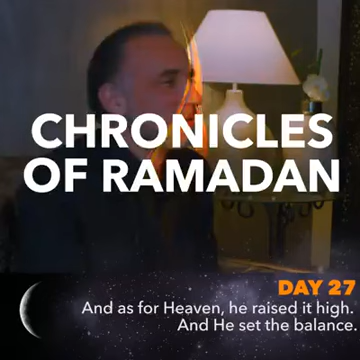 CHRONICLES
OF RAMADAN
DAY 27
And as for Heaven, he raised it high.
And He set the balance.